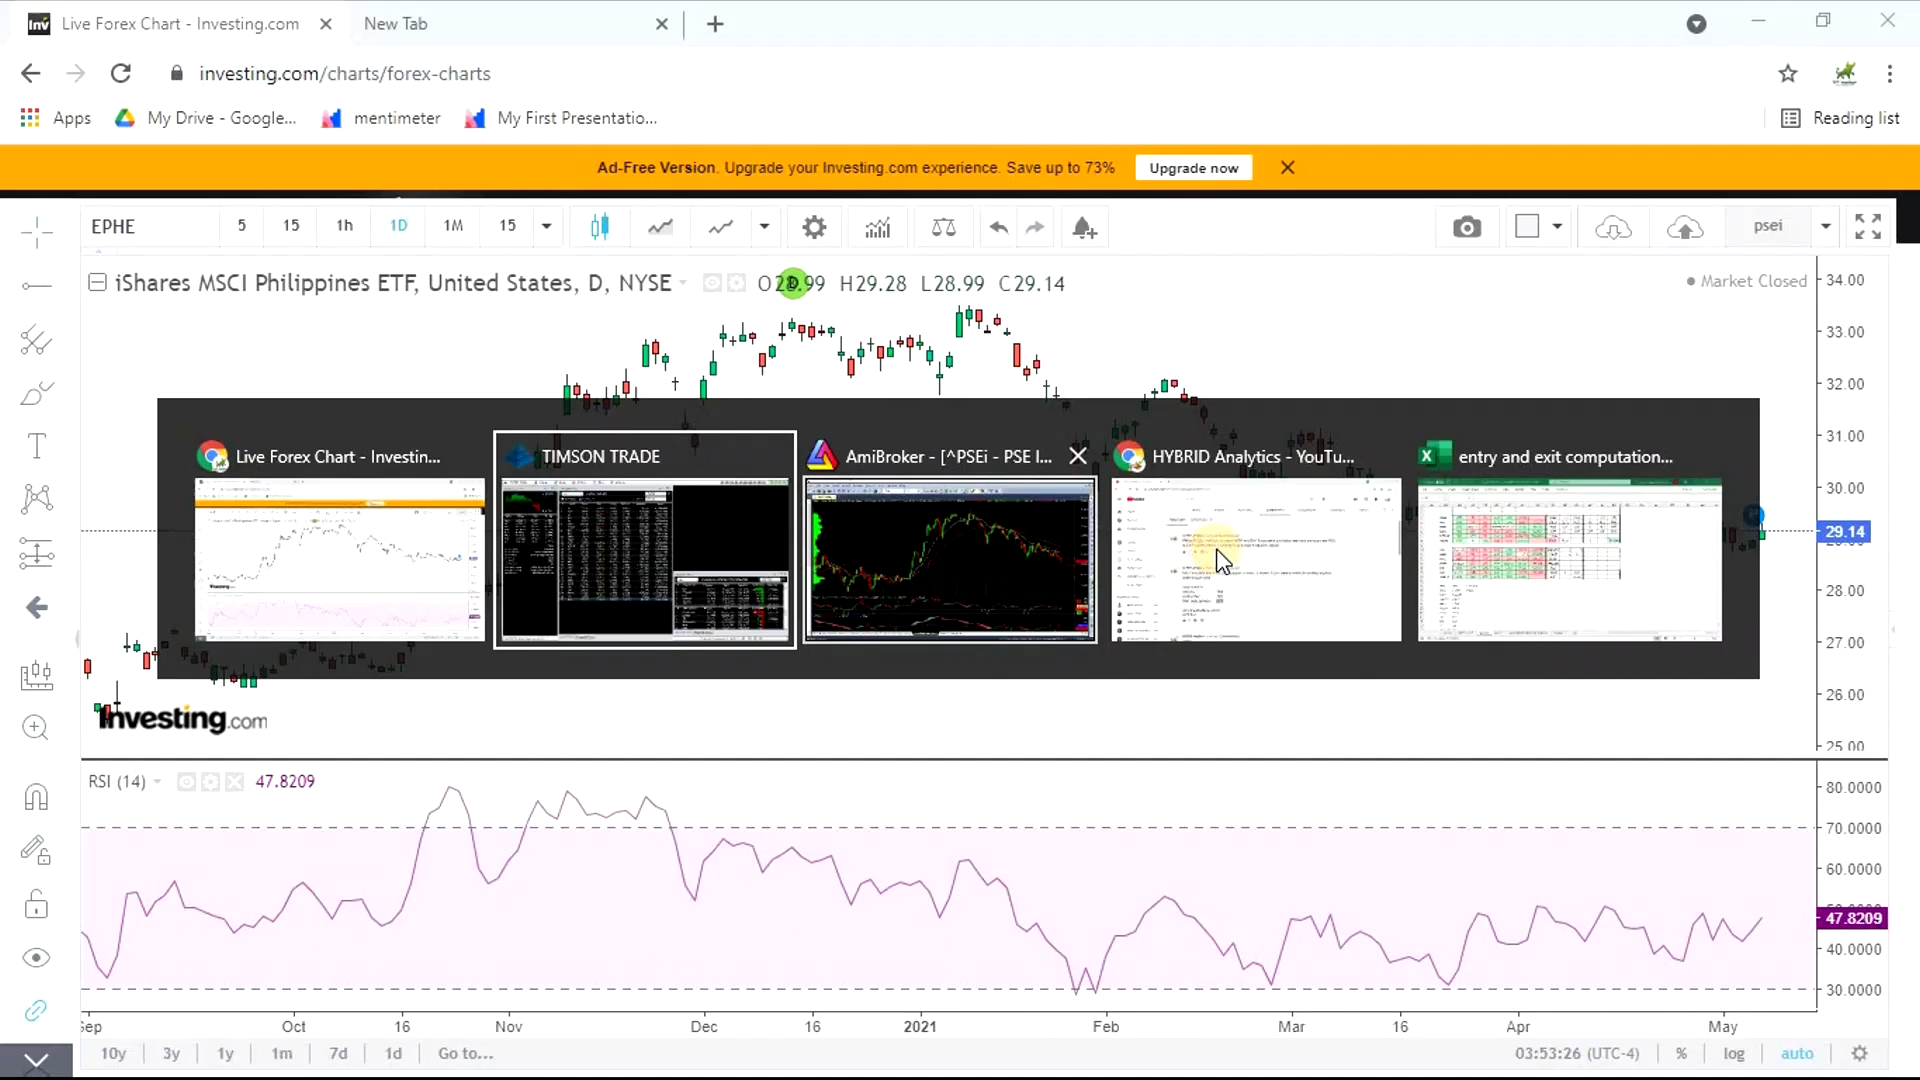 Live Forex Chart - Investing.com
New Tab
investing.com/charts/forex-charts
Apps
My Drive - Google...
mentimeter
My First Presentatio...
Reading list
Ad-Free Version. Upgrade your Investing.com experience. Save up to 73%
Upgrade now
EPHE
5
15
1h
1D
1M
15
psei
iShares MSCI Philippines ETF, United States, D, NYSE
O28.99 H29.28 L28.99 C29.14
Market Closed
34.00
33.00
32.00
31.00
30.00
29.14
28.00
27.00
26.00
25.00
Live Forex Chart - Investin...
TIMSON TRADE
AmiBroker - [^PSEi - PSE I...
HYBRID Analytics - YouTu...
entry and exit computation...
Investing.com
RSI (14)
47.8209
80.0000
70.0000
60.0000
47.8209
40.0000
30.0000
Sep
Oct
16
Nov
Dec
16
2021
Feb
Mar
16
Apr
May
10y
3y
1y
1m
7d
1d
Go to...
03:53:26 (UTC-4)
%
log
auto